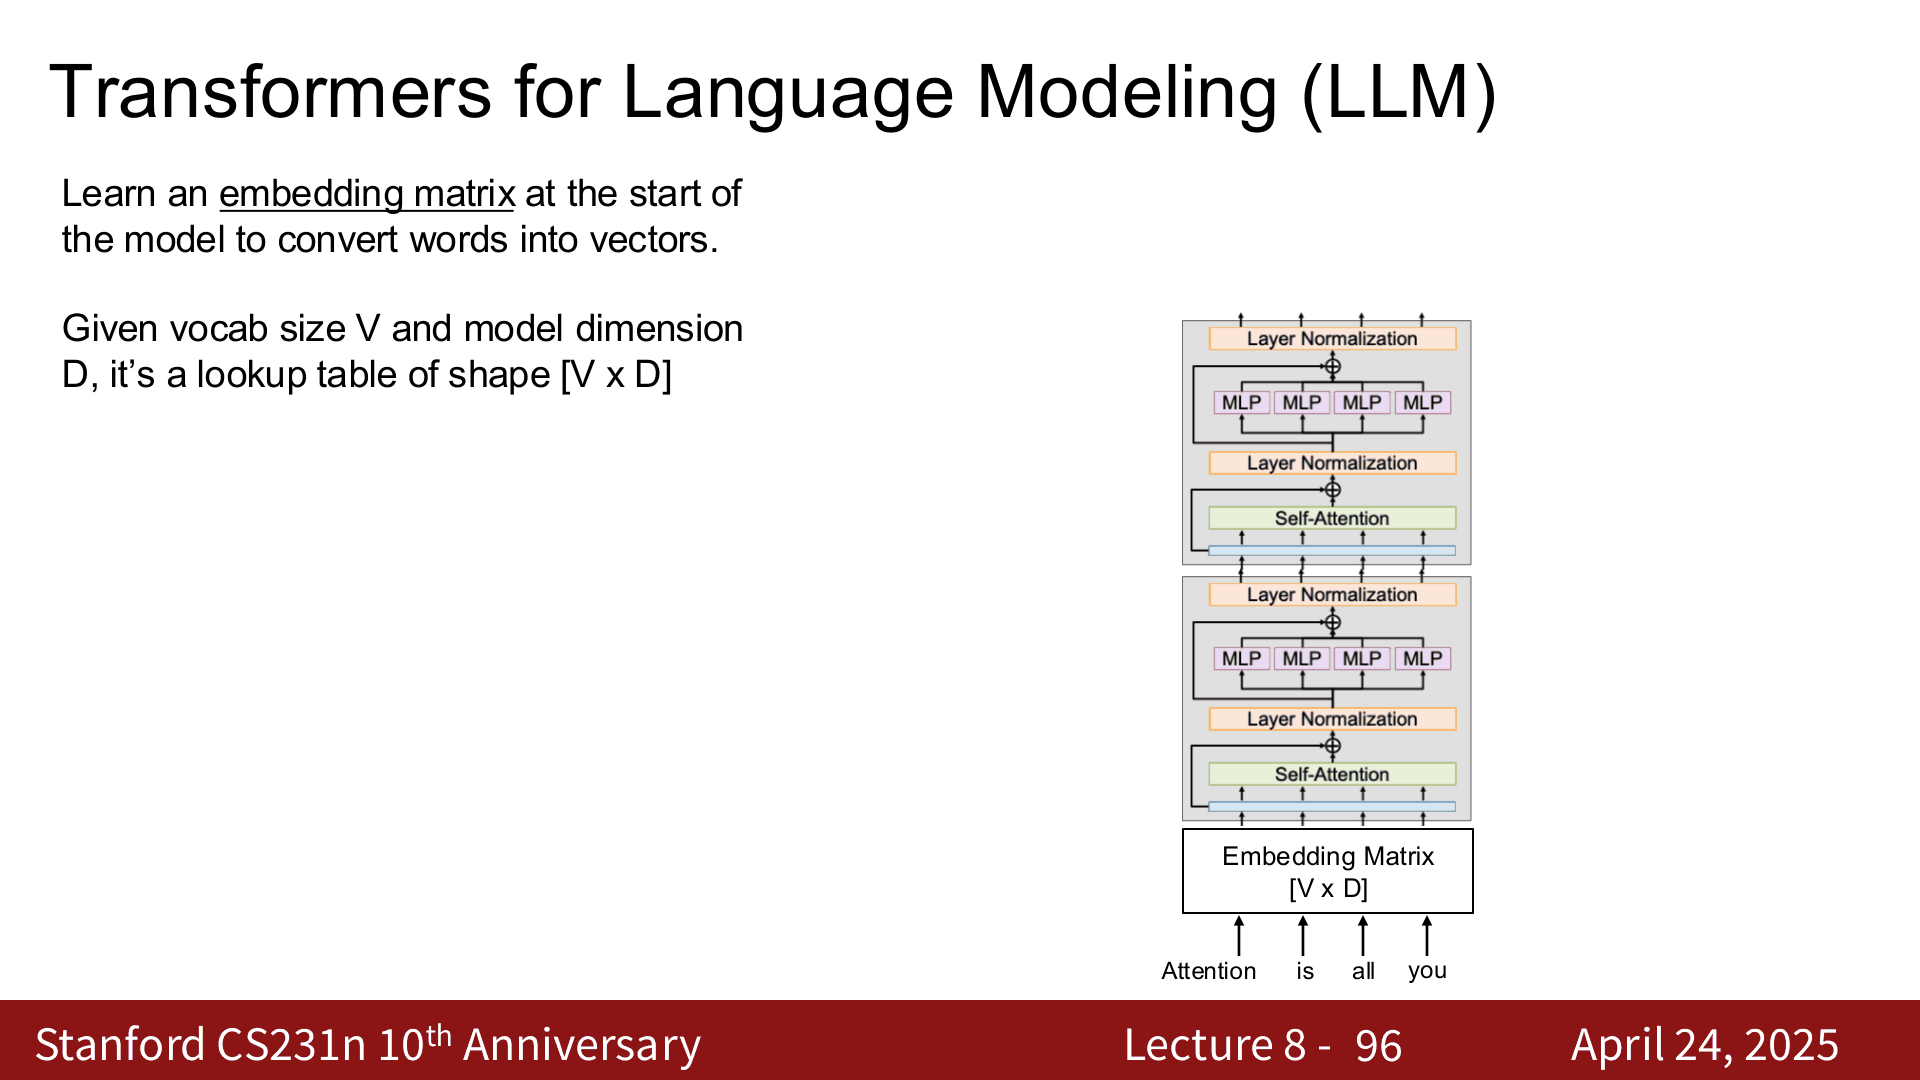 Transformers for Language Modeling (LLM)
Learn an embedding matrix at the start of
the model to convert words into vectors.
Given vocab size V and model dimension
D, it’s a lookup table of shape [V x D]
Layer Normalization
MLP MLP MLP MLP
Layer Normalization
Self-Attention
Layer Normalization
MLP MLP MLP MLP
Layer Normalization
Self-Attention
Embedding Matrix
[V x D]
Attention is all you
Stanford CS231n 10th Anniversary Lecture 8 - 96 April 24, 2025